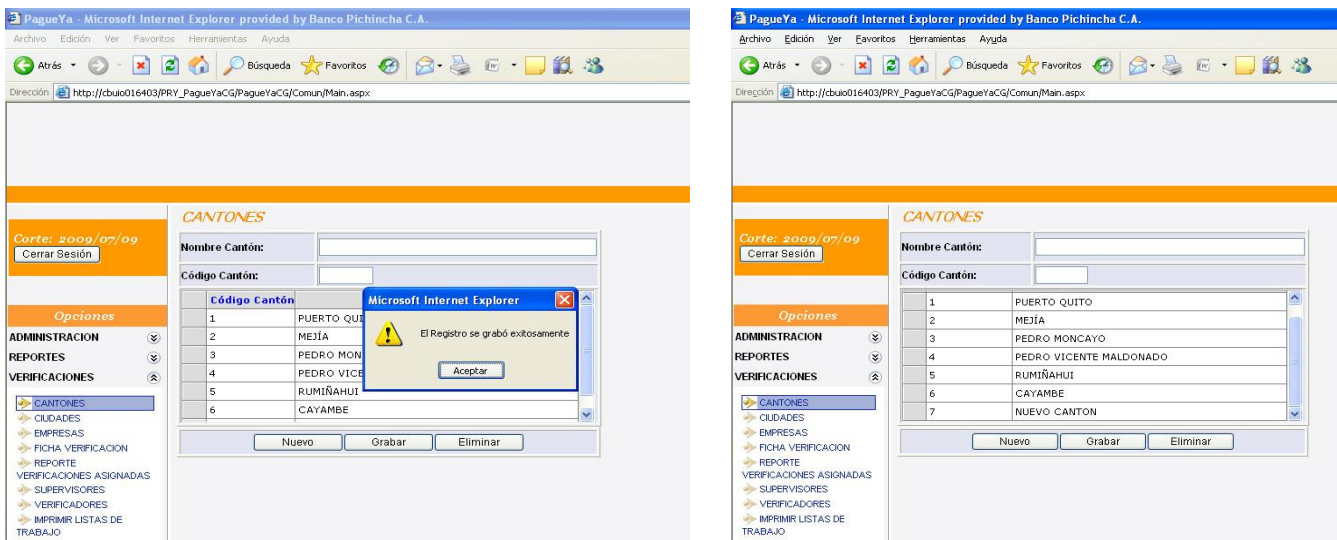 PagueYa - Microsoft Internet Explorer provided by Banco Pichincha C.A.
Archivo Edición Ver Favoritos Herramientas Ayuda
Atrás Búsqueda Favoritos
Dirección http://cbuio016403/PRY_PagueYaCG/PagueYaCG/Comun/Main.aspx
CANTONES
Corte: 2009/07/09
Cerrar Sesión
Nombre Cantón:
Código Cantón:
Opciones
ADMINISTRACION
REPORTES
VERIFICACIONES
CANTONES
CIUDADES
EMPRESAS
FICHA VERIFICACION
REPORTE
VERIFICACIONES ASIGNADAS
SUPERVISORES
VERIFICADORES
IMPRIMIR LISTAS DE
TRABAJO
Código Cantón
1 PUERTO QUI
2 MEJÍA
3 PEDRO MON
4 PEDRO VICE
5 RUMIÑAHUI
6 CAYAMBE
Microsoft Internet Explorer
El Registro se grabó exitosamente
Aceptar
Nuevo Grabar Eliminar
PagueYa - Microsoft Internet Explorer provided by Banco Pichincha C.A.
Archivo Edición Ver Favoritos Herramientas Ayuda
Atrás Búsqueda Favoritos
Dirección http://cbuio016403/PRY_PagueYaCG/PagueYaCG/Comun/Main.aspx
CANTONES
Corte: 2009/07/09
Cerrar Sesión
Nombre Cantón:
Código Cantón:
Opciones
ADMINISTRACION
REPORTES
VERIFICACIONES
CANTONES
CIUDADES
EMPRESAS
FICHA VERIFICACION
REPORTE
VERIFICACIONES ASIGNADAS
SUPERVISORES
VERIFICADORES
IMPRIMIR LISTAS DE
TRABAJO
1 PUERTO QUITO
2 MEJÍA
3 PEDRO MONCAYO
4 PEDRO VICENTE MALDONADO
5 RUMIÑAHUI
6 CAYAMBE
7 NUEVO CANTON
Nuevo Grabar Eliminar